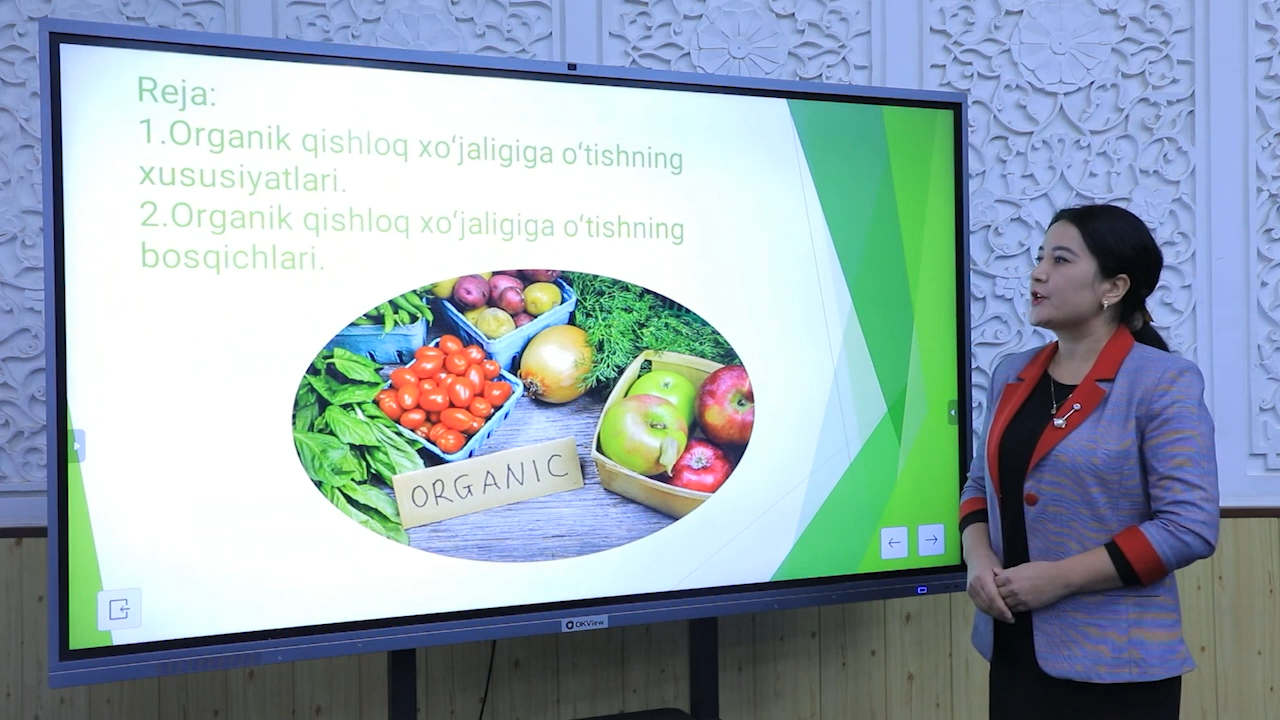 Reja:
1.Organik qishloq xo‘jaligiga o‘tishning
xususiyatlari.
2.Organik qishloq xo‘jaligiga o‘tishning
bosqichlari.
ORGANIC
OKView